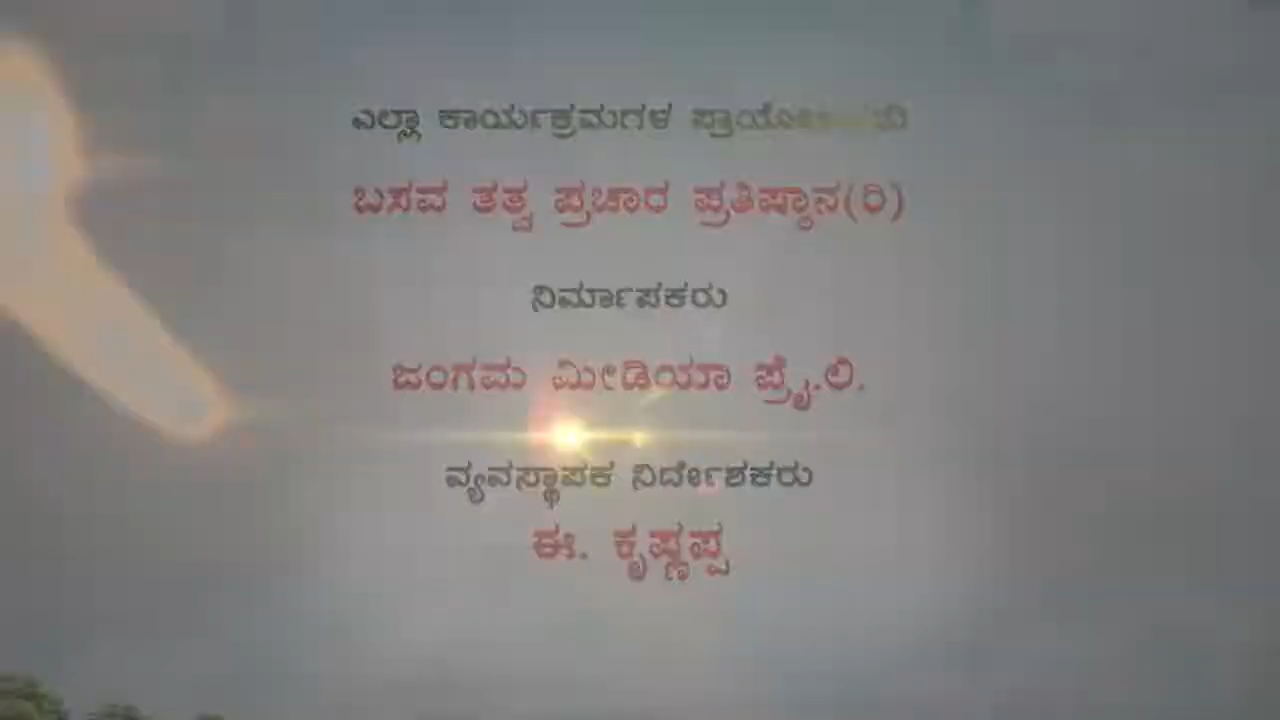 ಎಲ್ಲಾ ಕಾರ್ಯಕ್ರಮಗಳ
ಬಸವ ತತ್ವ ಪ್ರಚಾರ ಪ್ರತಿಷ್ಠಾನ(ರಿ)
ನಿರ್ಮಾಪಕರು
ಜಂಗಮ ಮೀಡಿಯಾ ಪ್ರೈ.ಲಿ.
ವ್ಯವಸ್ಥಾಪಕ ನಿರ್ದೇಶಕರು
ಈ. ಕೃಷ್ಣಪ್ಪ